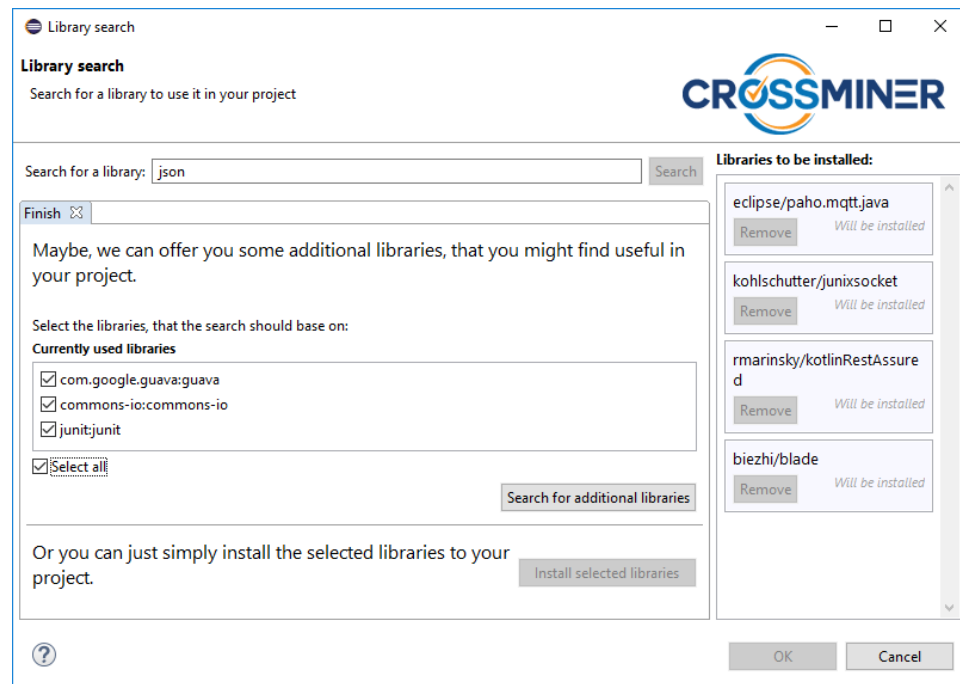 Library search
Library search
Search for a library to use it in your project
CROSSMINER
Search for a library:
json
Search
Finish
Maybe, we can offer you some additional libraries, that you might find useful in
your project.
Select the libraries, that the search should base on:
Currently used libraries
com.google.guava:guava
commons-io:commons-io
junit:junit
Select all
Search for additional libraries
Or you can just simply install the selected libraries to your
project.
Install selected libraries
Libraries to be installed:
eclipse/paho.mqtt.java
Remove
Will be installed
kohlschutter/junixsocket
Remove
Will be installed
rmarinsky/kotlinRestAssure
d
Remove
Will be installed
biezhi/blade
Remove
Will be installed
?
OK
Cancel